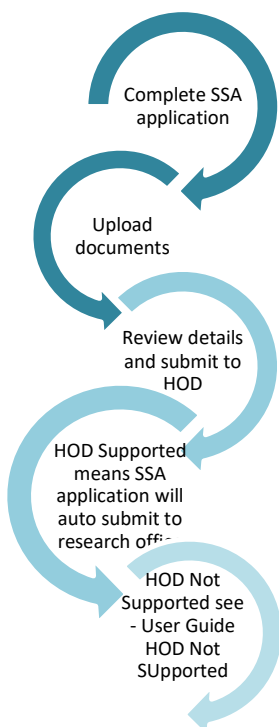 Complete SSA
application
Upload
documents
Review details
and submit to
HOD
HOD Supported
means SSA
application will
auto submit to
research
HOD Not
Supported see
- User Guide
HOD Not
SUpported